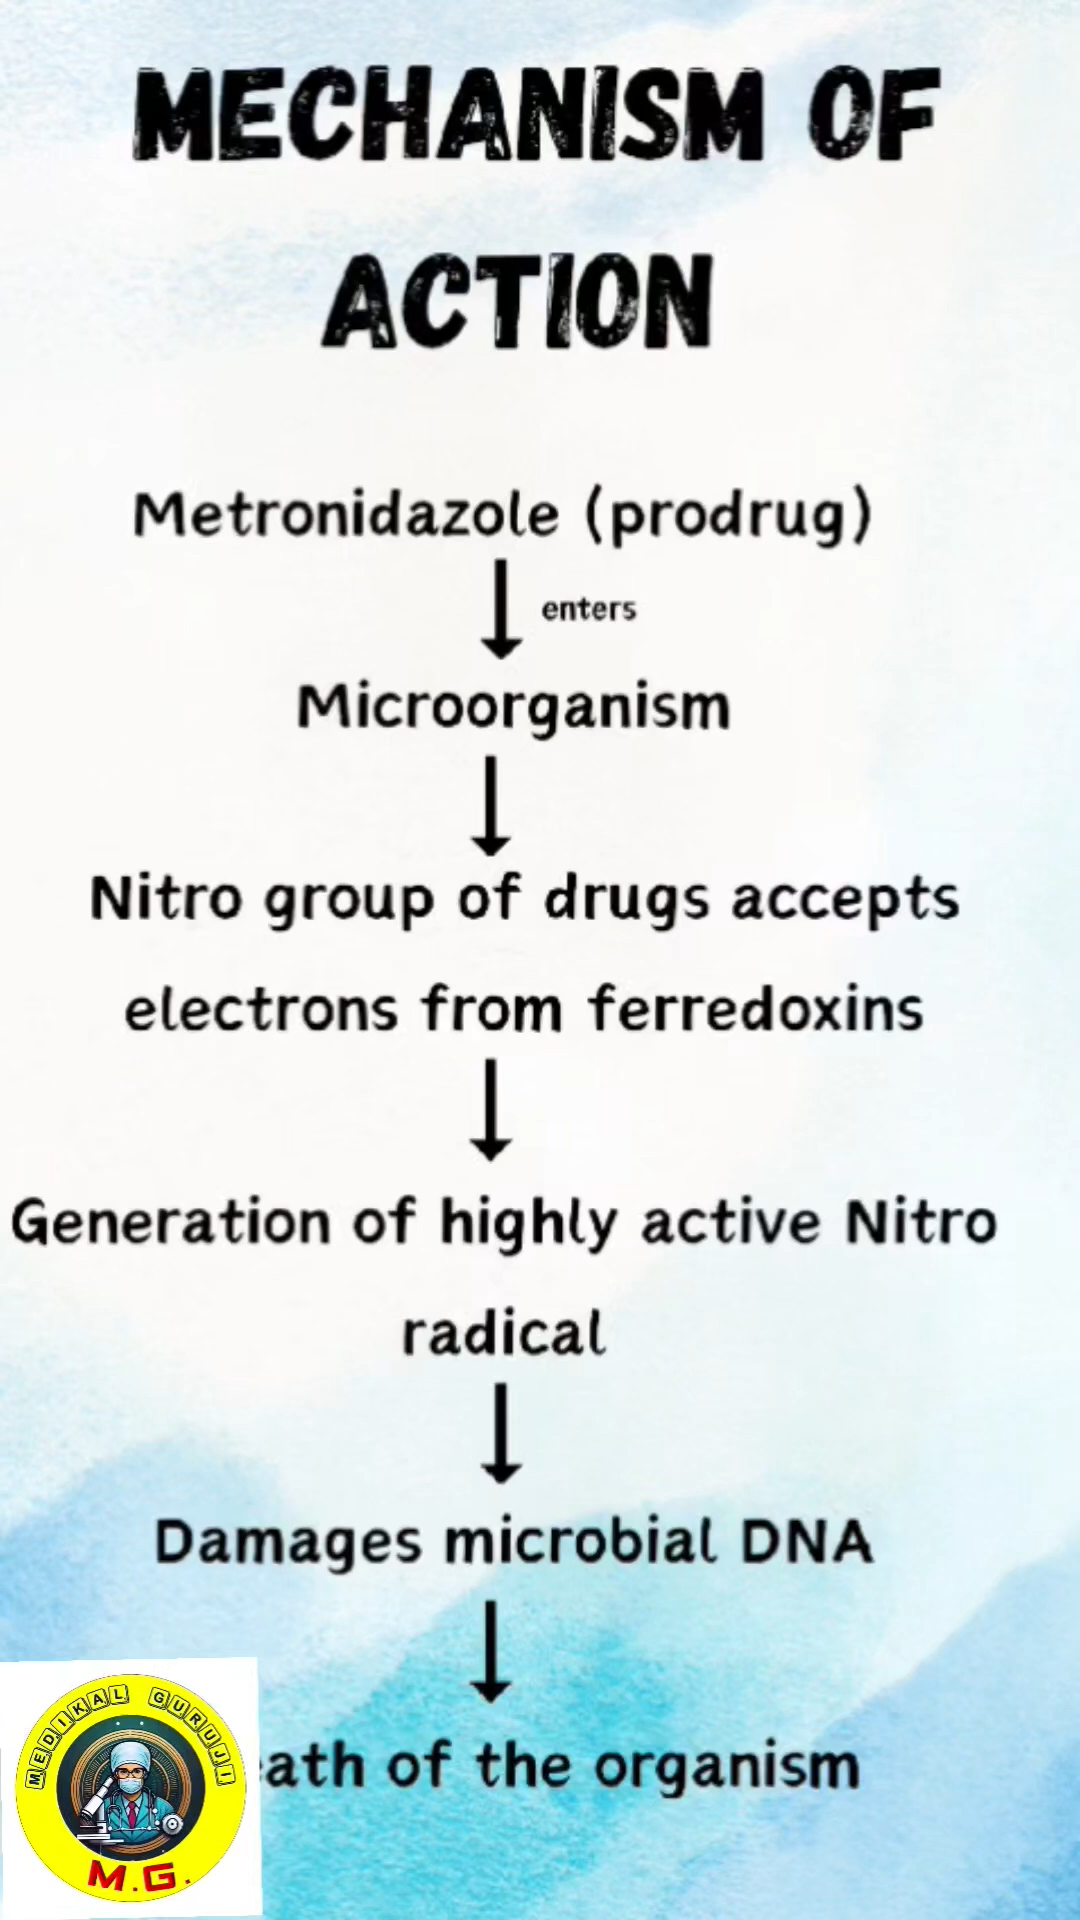 MECHANISM OF
ACTION
Metronidazole (prodrug)
enters
Microorganism
Nitro group of drugs accepts
electrons from ferredoxins
Generation of highly active Nitro
radical
Damages microbial DNA
ath of the organism
MEDIKAL GURUJI
M.G.